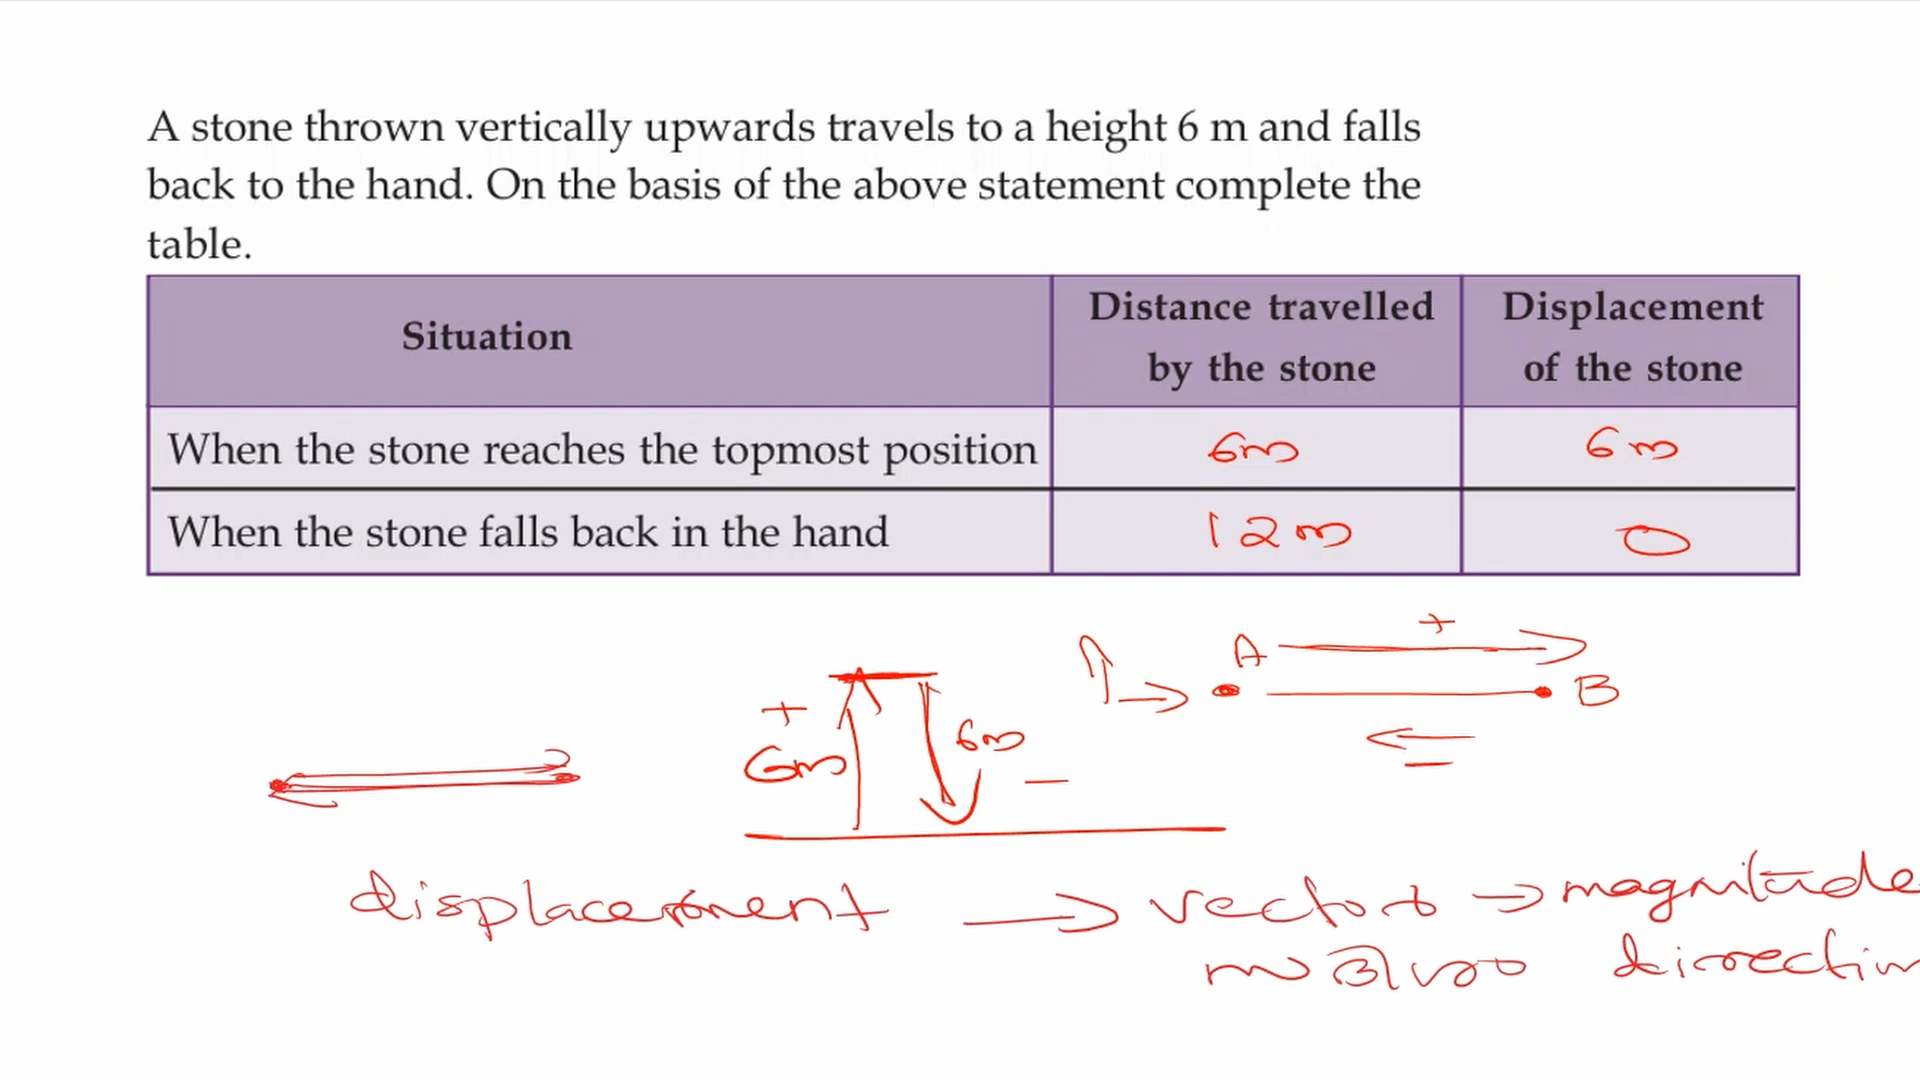 A stone thrown vertically upwards travels to a height 6 m and falls
back to the hand. On the basis of the above statement complete the
table.
Situation
Distance travelled
by the stone
Displacement
of the stone
When the stone reaches the topmost position
6m
6m
When the stone falls back in the hand
12m
0
+
A
B
+
6m
6m
-
-
displacement → vector → magnitude
direction